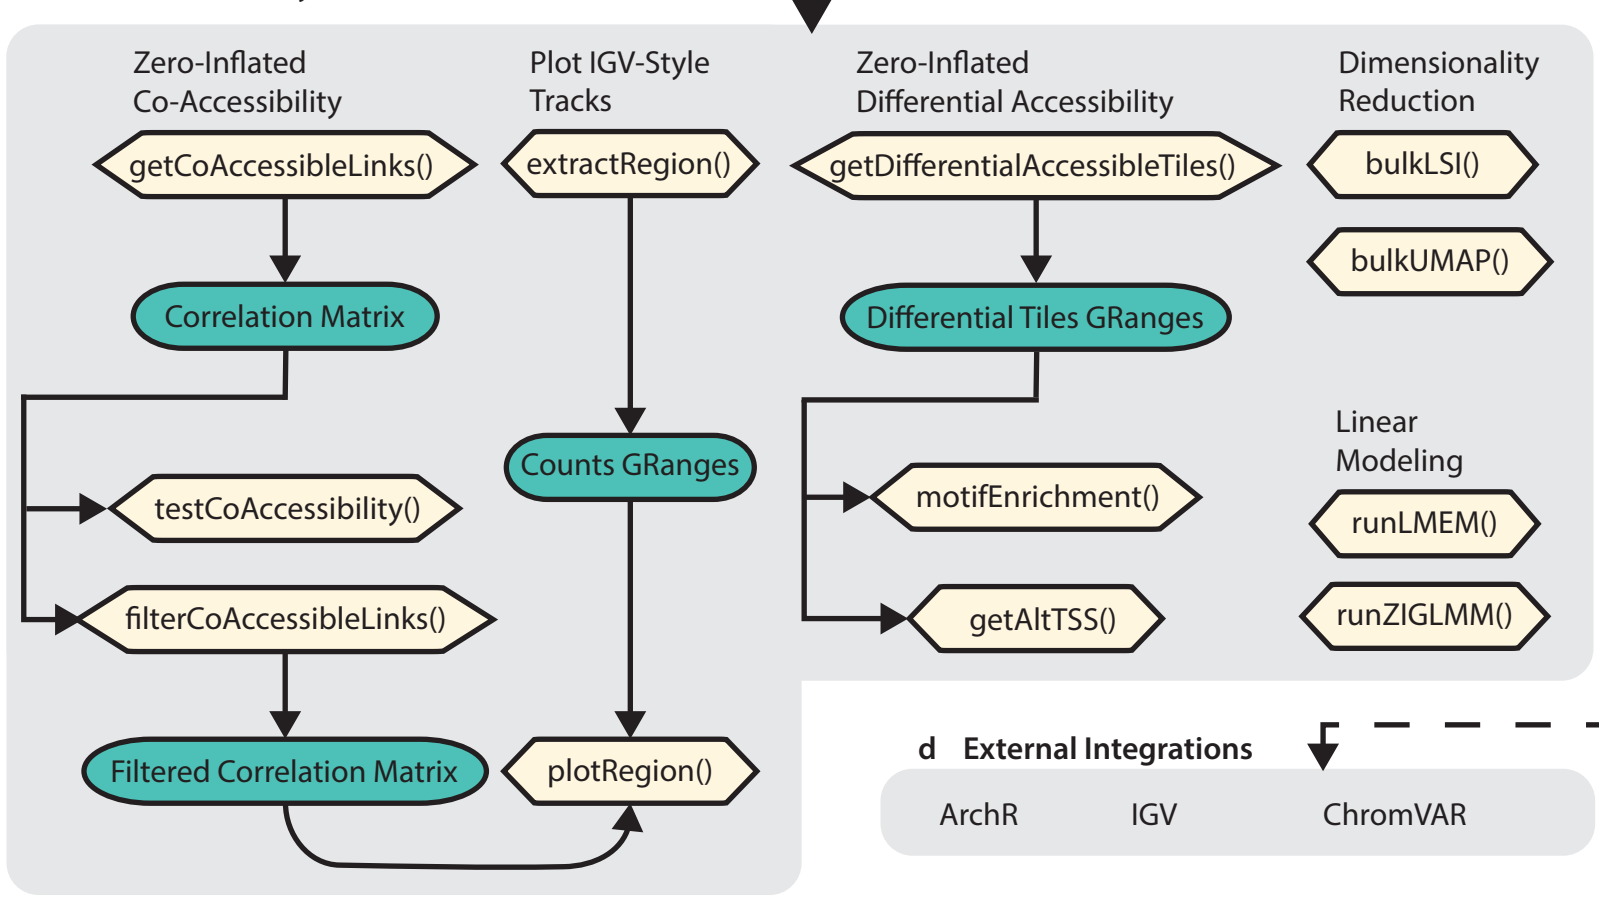 Zero-Inflated
Co-Accessibility
getCoAccessibleLinks()
Correlation Matrix
testCoAccessibility()
filterCoAccessibleLinks()
Filtered Correlation Matrix
Plot IGV-Style
Tracks
extractRegion()
Counts GRanges
plotRegion()
Zero-Inflated
Differential Accessibility
getDifferentialAccessibleTiles()
Differential Tiles GRanges
motifEnrichment()
getAltTSS()
Dimensionality
Reduction
bulkLSI()
bulkUMAP()
Linear
Modeling
runLMEM()
runZIGLMM()
d External Integrations
ArchR IGV ChromVAR